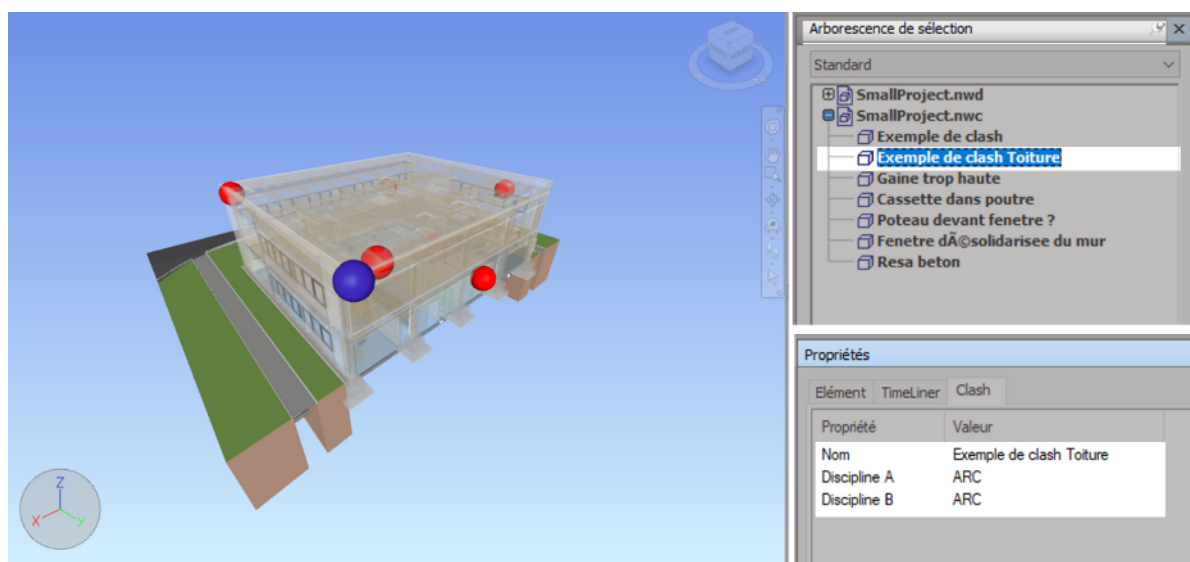 Arborescence de sélection
Standard
SmallProject.nwd
SmallProject.nwc
Exemple de clash
Exemple de clash Toiture
Gaine trop haute
Cassette dans poutre
Poteau devant fenetre ?
Fenetre dÃ©solidarisee du mur
Resa beton
Propriétés
Elément TimeLiner Clash
Propriété Valeur
Nom Exemple de clash Toiture
Discipline A ARC
Discipline B ARC
Z
X Y